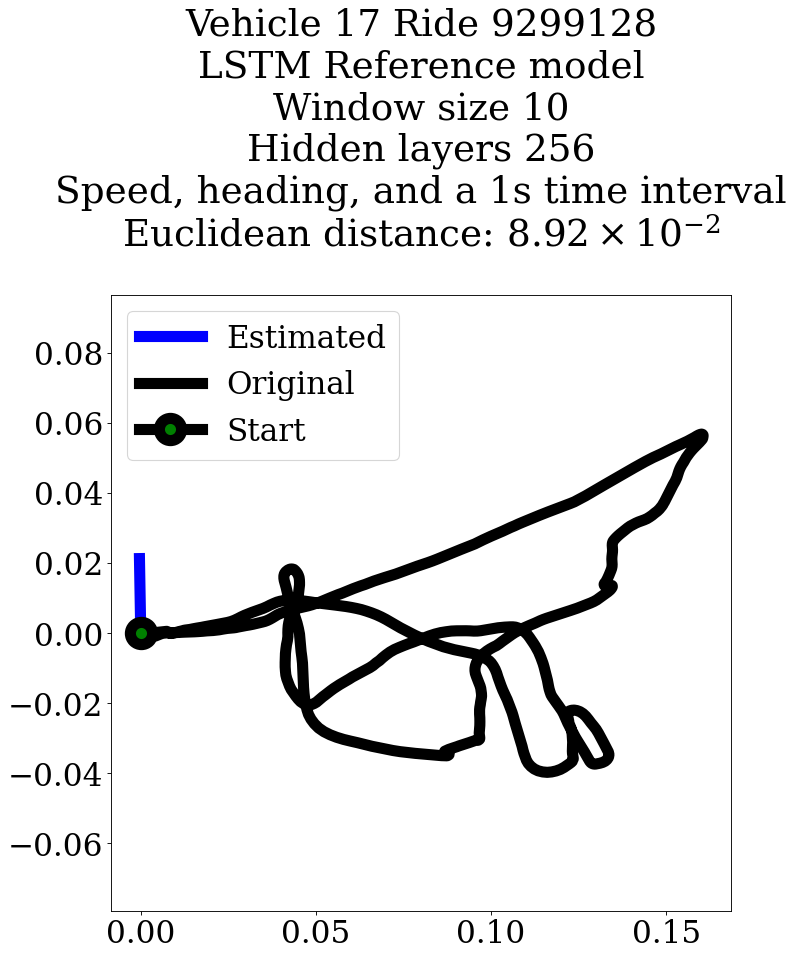 Vehicle 17 Ride 9299128
LSTM Reference model
Window size 10
Hidden layers 256
Speed, heading, and a 1s time interval
Euclidean distance: 8.92 × 10⁻²
Estimated
Original
Start
0.08
0.06
0.04
0.02
0.00
−0.02
−0.04
−0.06
0.00 0.05 0.10 0.15